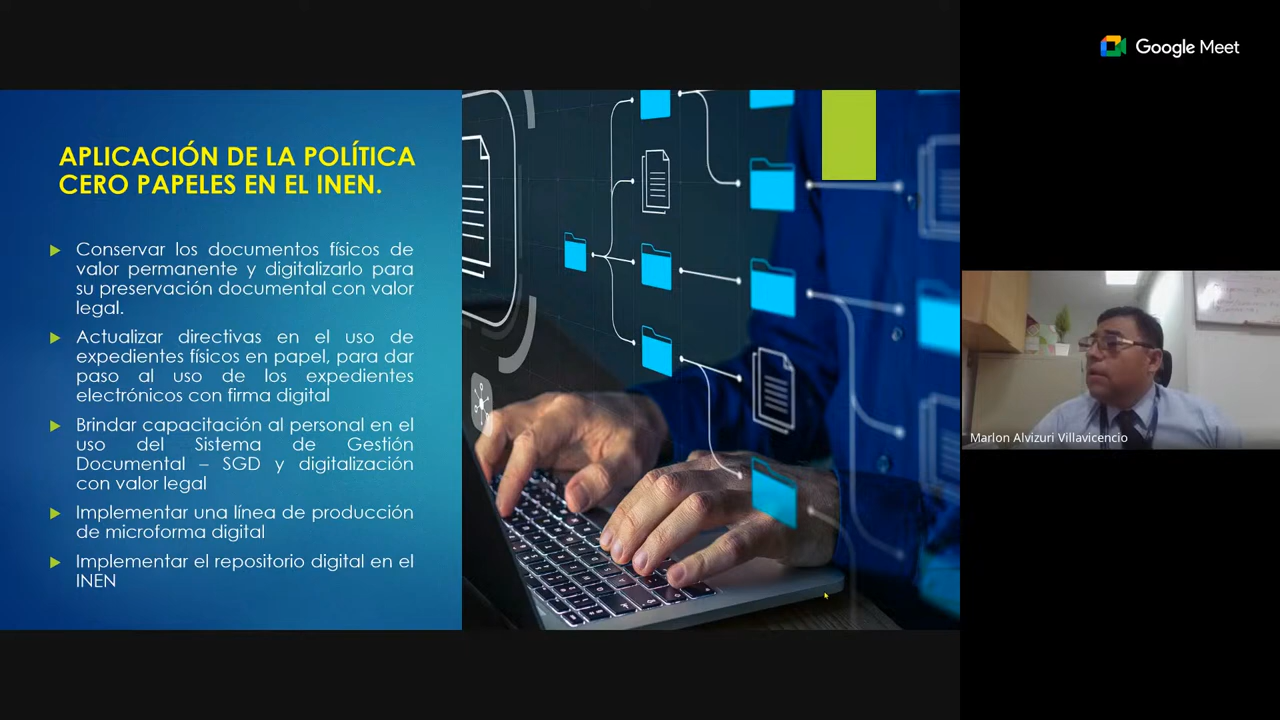 Google Meet
APLICACIÓN DE LA POLÍTICA
CERO PAPELES EN EL INEN.
Conservar los documentos físicos de
valor permanente y digitalizarlo para
su preservación documental con valor
legal.
Actualizar directivas en el uso de
expedientes físicos en papel, para dar
paso al uso de los expedientes
electrónicos con firma digital
Brindar capacitación al personal en el
uso del Sistema de Gestión
Documental – SGD y digitalización
con valor legal
Implementar una línea de producción
de microforma digital
Implementar el repositorio digital en el
INEN
Marlon Alvizuri Villavicencio